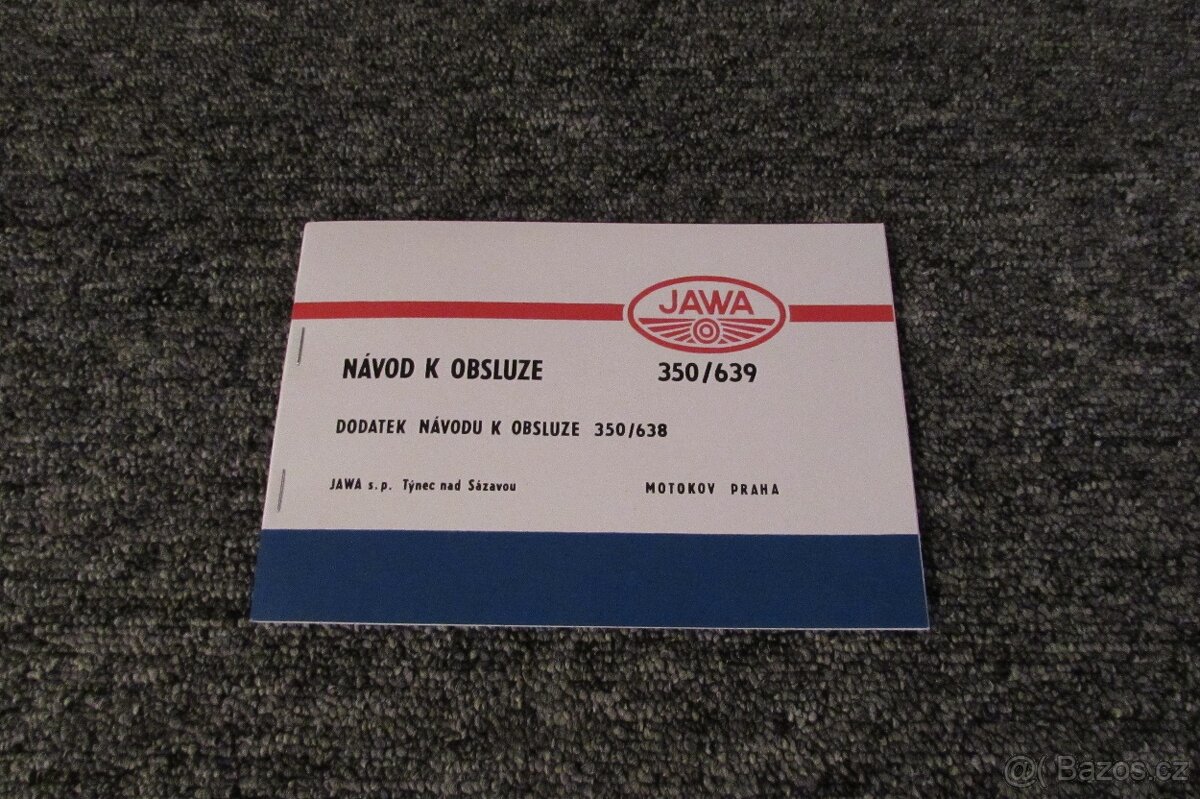 JAWA
NÁVOD K OBSLUZE 350/639
DODATEK NÁVODU K OBSLUZE 350/638
JAWA s.p. Týnec nad Sázavou MOTOKOV PRAHA
@( Bazos.cz